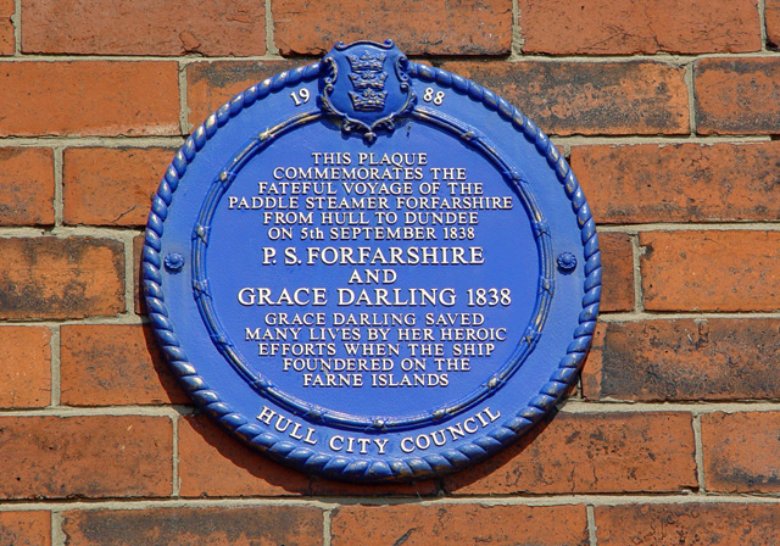 19 88
THIS PLAQUE
COMMEMORATES THE
FATEFUL VOYAGE OF THE
PADDLE STEAMER FORFARSHIRE
FROM HULL TO DUNDEE
ON 5th SEPTEMBER 1838
P. S. FORFARSHIRE
AND
GRACE DARLING 1838
GRACE DARLING SAVED
MANY LIVES BY HER HEROIC
EFFORTS WHEN THE SHIP
FOUNDERED ON THE
FARNE ISLANDS
HULL CITY COUNCIL